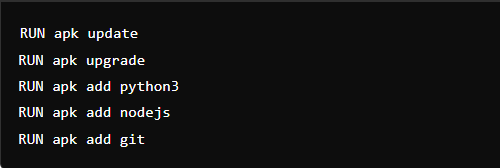 RUN apk update
RUN apk upgrade
RUN apk add python3
RUN apk add nodejs
RUN apk add git